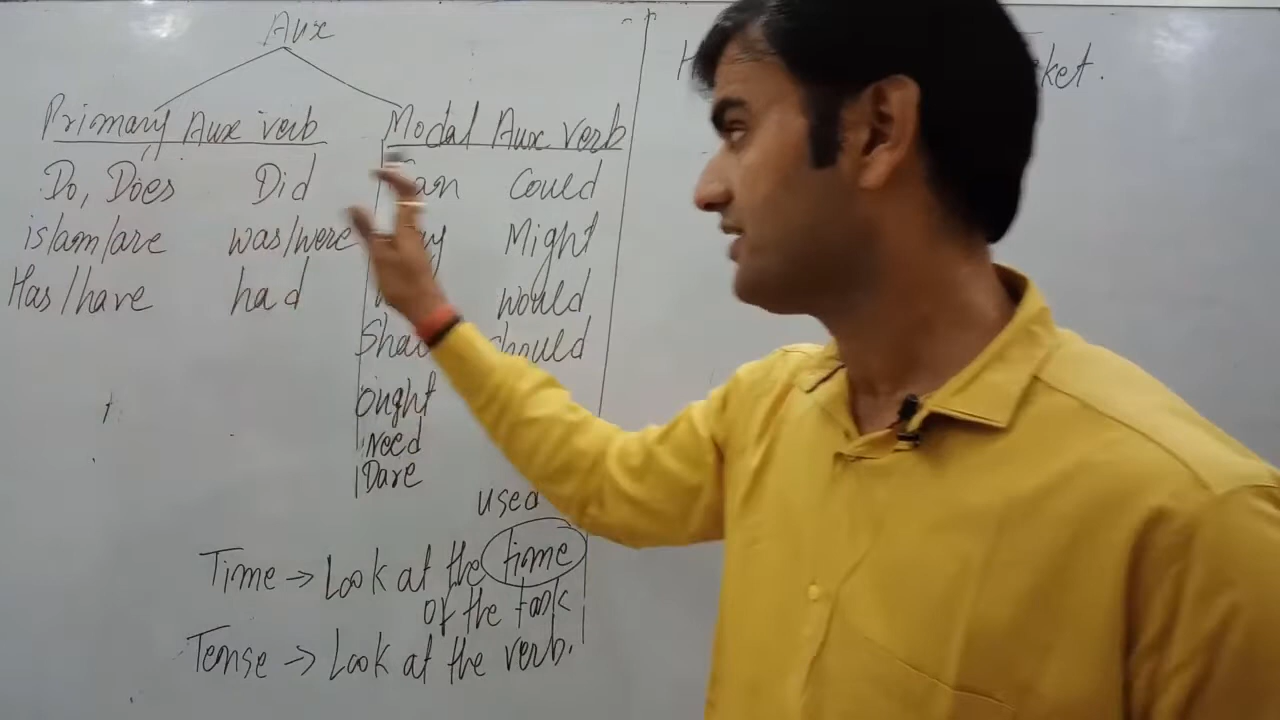 Aux
Primary Aux verb
Modal Aux verb
Do, Does Did
Could
is/am/are was/were
Might
Has/have had
would
should
ought
Need
Dare
used
Time → Look at the time
of the task
Tense → Look at the verb.